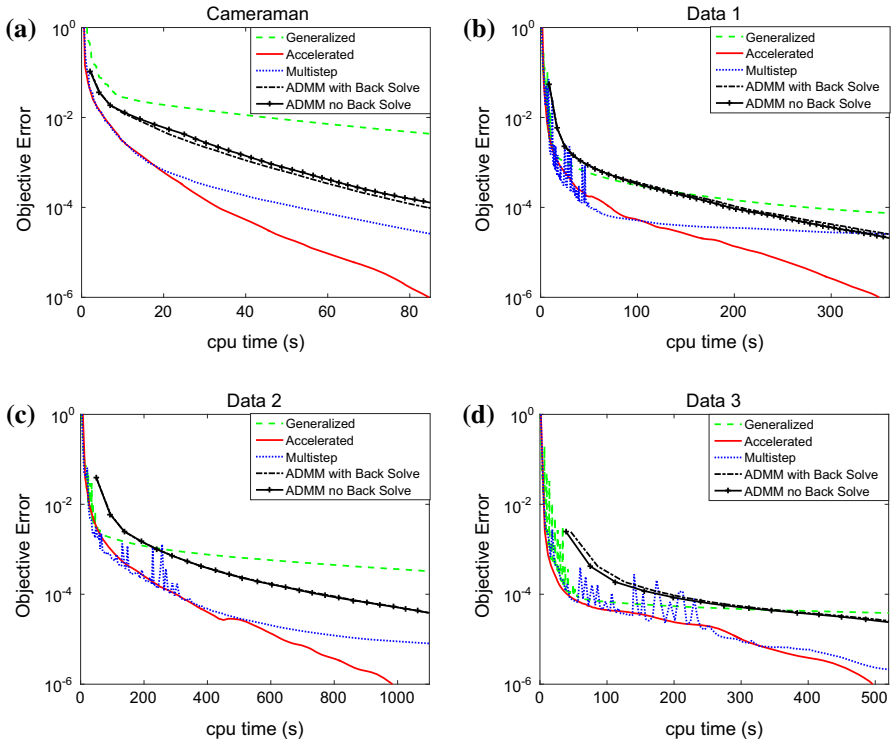 (a)
Cameraman
Generalized
Accelerated
Multistep
ADMM with Back Solve
ADMM no Back Solve
Objective Error
10^0
10^-2
10^-4
10^-6
0 20 40 60 80
cpu time (s)
(b)
Data 1
Generalized
Accelerated
Multistep
ADMM with Back Solve
ADMM no Back Solve
Objective Error
10^0
10^-2
10^-4
10^-6
0 100 200 300
cpu time (s)
(c)
Data 2
Generalized
Accelerated
Multistep
ADMM with Back Solve
ADMM no Back Solve
Objective Error
10^0
10^-2
10^-4
10^-6
0 200 400 600 800 1000
cpu time (s)
(d)
Data 3
Generalized
Accelerated
Multistep
ADMM with Back Solve
ADMM no Back Solve
Objective Error
10^0
10^-2
10^-4
10^-6
0 100 200 300 400 500
cpu time (s)